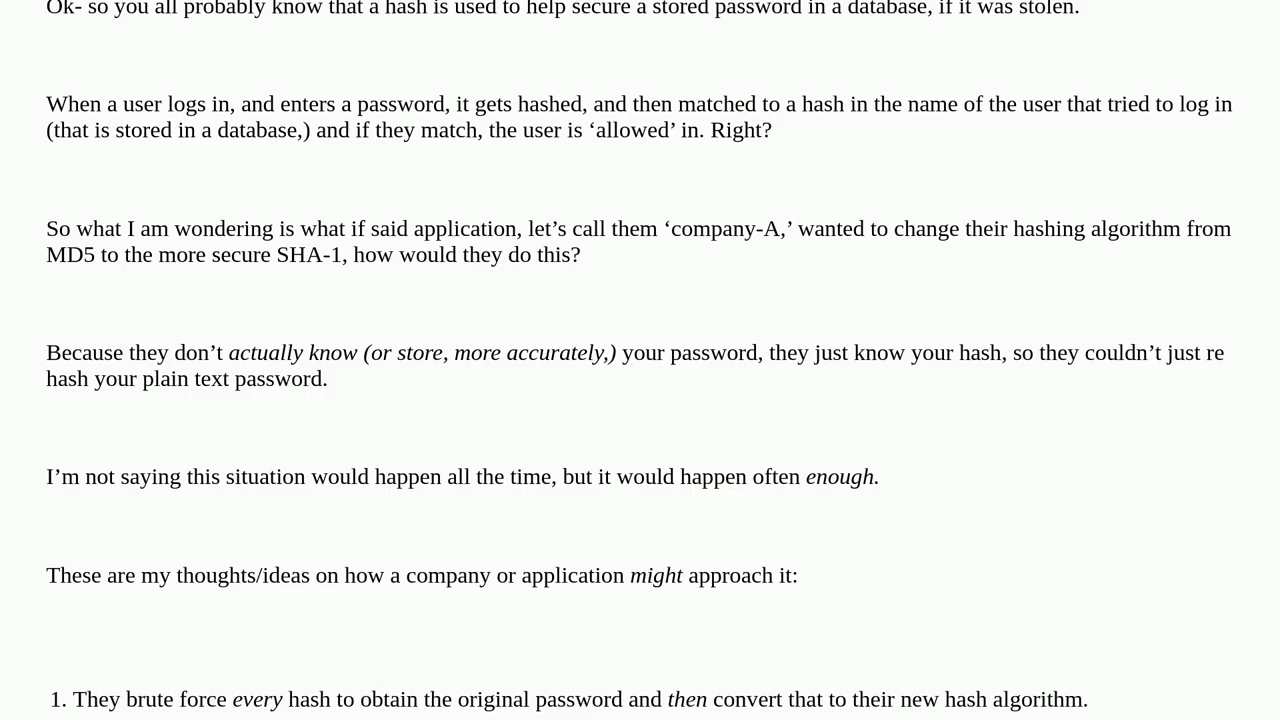 Ok- so you all probably know that a hash is used to help secure a stored password in a database, if it was stolen.
When a user logs in, and enters a password, it gets hashed, and then matched to a hash in the name of the user that tried to log in
(that is stored in a database,) and if they match, the user is ‘allowed’ in. Right?
So what I am wondering is what if said application, let’s call them ‘company-A,’ wanted to change their hashing algorithm from
MD5 to the more secure SHA-1, how would they do this?
Because they don’t actually know (or store, more accurately,) your password, they just know your hash, so they couldn’t just re
hash your plain text password.
I’m not saying this situation would happen all the time, but it would happen often enough.
These are my thoughts/ideas on how a company or application might approach it:
1. They brute force every hash to obtain the original password and then convert that to their new hash algorithm.